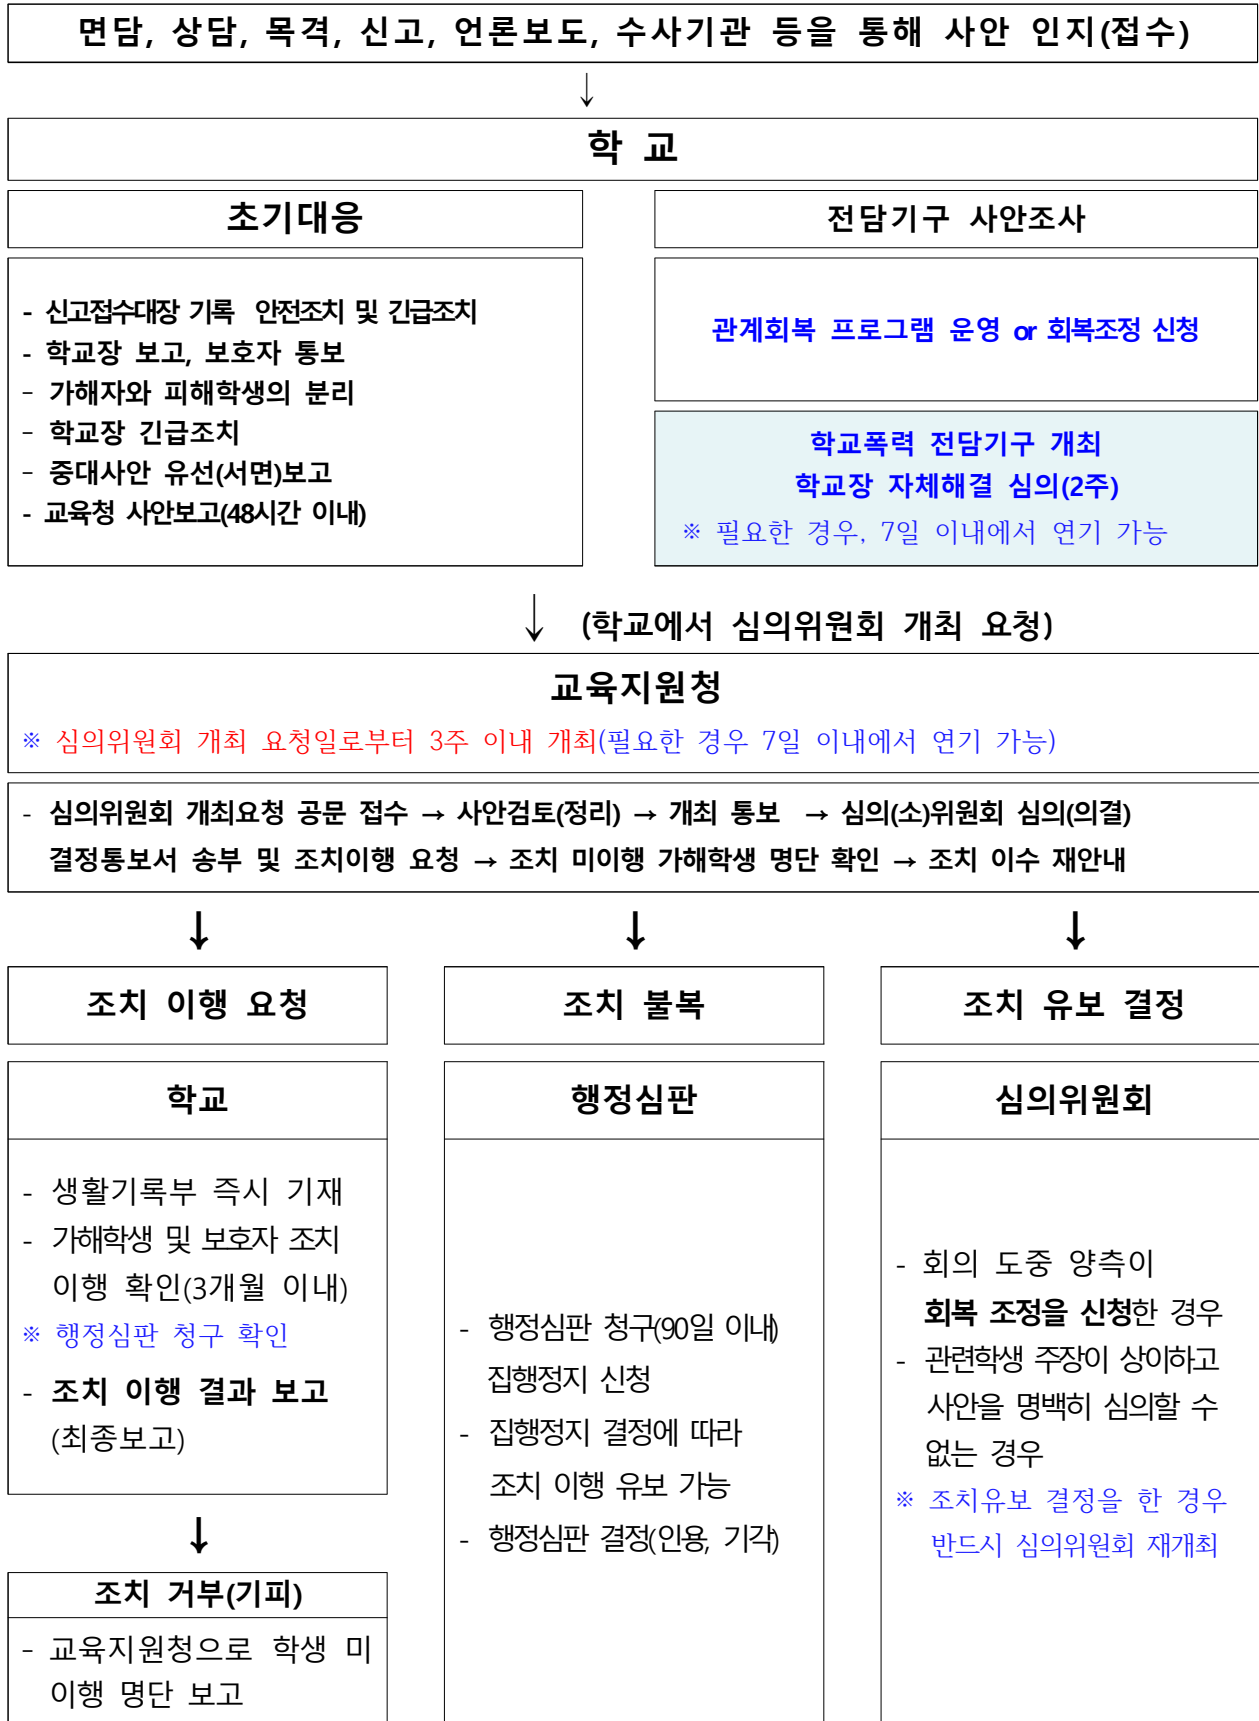 면담, 상담, 목격, 신고, 언론보도, 수사기관 등을 통해 사안 인지(접수)
↓
학 교
초기대응
- 신고접수대장 기록 안전조치 및 긴급조치
- 학교장 보고, 보호자 통보
- 가해자와 피해학생의 분리
- 학교장 긴급조치
- 중대사안 유선(서면)보고
- 교육청 사안보고(48시간 이내)
전담기구 사안조사
관계회복 프로그램 운영 or 회복조정 신청
학교폭력 전담기구 개최
학교장 자체해결 심의(2주)
※ 필요한 경우, 7일 이내에서 연기 가능
↓ (학교에서 심의위원회 개최 요청)
교육지원청
※ 심의위원회 개최 요청일로부터 3주 이내 개최(필요한 경우 7일 이내에서 연기 가능)
- 심의위원회 개최요청 공문 접수 → 사안검토(정리) → 개최 통보 → 심의(소)위원회 심의(의결)
결정통보서 송부 및 조치이행 요청 → 조치 미이행 가해학생 명단 확인 → 조치 이수 재안내
↓ ↓ ↓
조치 이행 요청
학교
- 생활기록부 즉시 기재
- 가해학생 및 보호자 조치
이행 확인(3개월 이내)
※ 행정심판 청구 확인
- 조치 이행 결과 보고
(최종보고)
↓
조치 거부(기피)
- 교육지원청으로 학생 미
이행 명단 보고
조치 불복
행정심판
- 행정심판 청구(90일 이내)
집행정지 신청
- 집행정지 결정에 따라
조치 이행 유보 가능
- 행정심판 결정(인용, 기각)
조치 유보 결정
심의위원회
- 회의 도중 양측이
회복 조정을 신청한 경우
- 관련학생 주장이 상이하고
사안을 명백히 심의할 수
없는 경우
※ 조치유보 결정을 한 경우
반드시 심의위원회 재개최